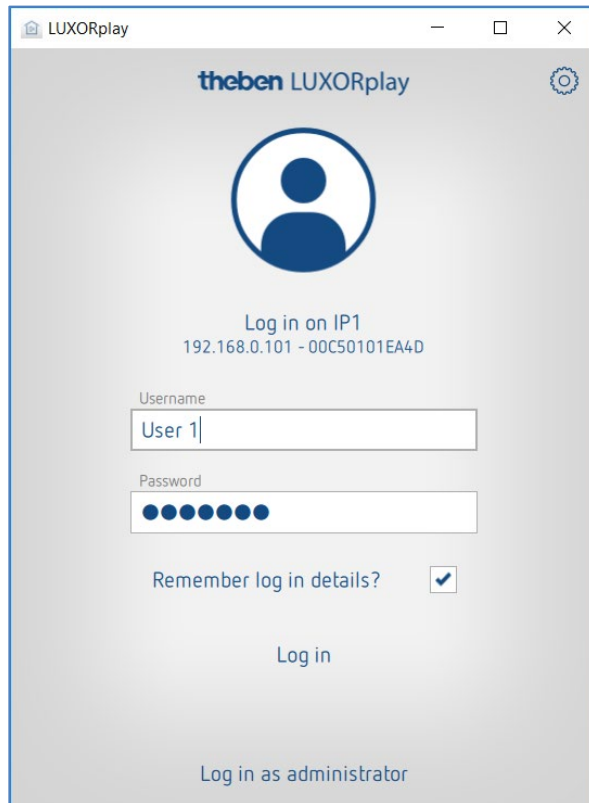 LUXORplay
theben LUXORplay
Log in on IP1
192.168.0.101 - 00C50101EA4D
Username
User 1
Password
●●●●●●●
Remember log in details?
Log in
Log in as administrator